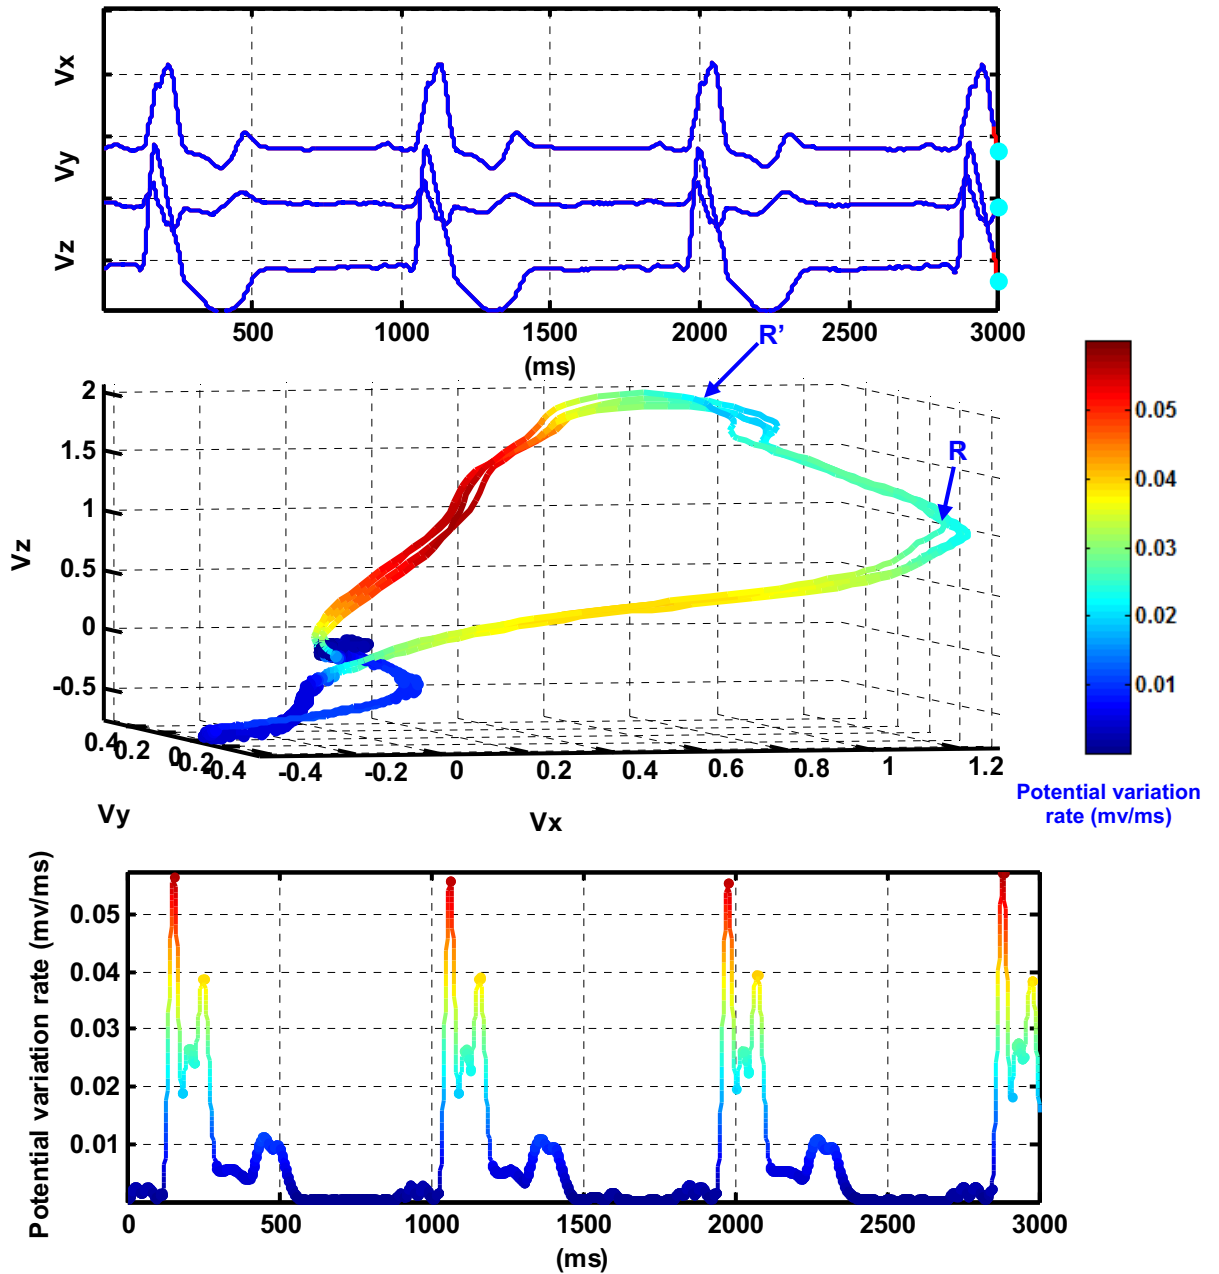 Vx
Vy
Vz
500 1000 1500 2000 2500 3000
(ms)
R’
R
2
1.5
1
0.5
0
-0.5
Vz
0.4 0.2 0 -0.2 -0.4
-0.4 -0.2 0 0.2 0.4 0.6 0.8 1 1.2
Vy
Vx
0.05
0.04
0.03
0.02
0.01
Potential variation
rate (mv/ms)
Potential variation rate (mv/ms)
0.05
0.04
0.03
0.02
0.01
0 500 1000 1500 2000 2500 3000
(ms)